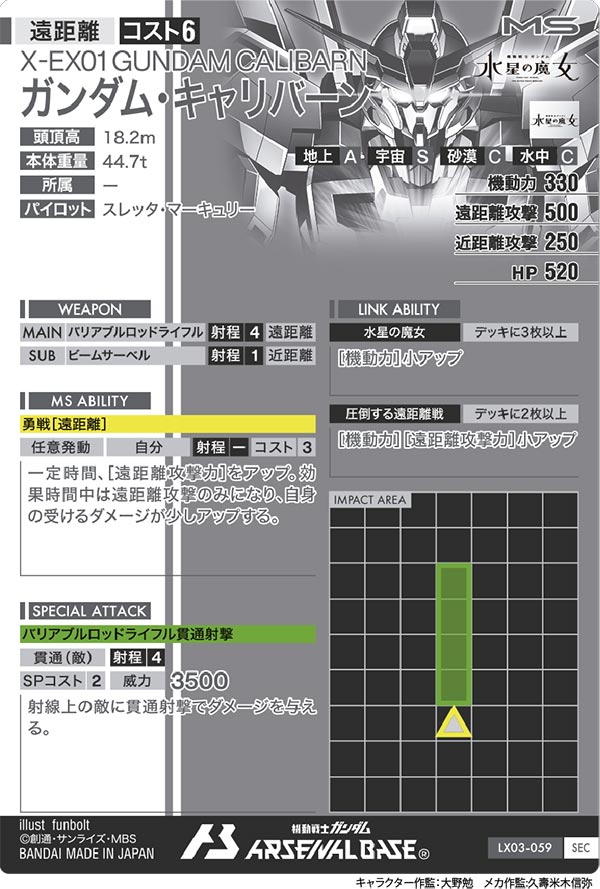 遠距離 コスト6
MS
X-EX01 GUNDAM CALIBARN
ガンダム・キャリバーン
機動戦士ガンダム
水星の魔女
水星の魔女
頭頂高 18.2m
本体重量 44.7t
所属 ー
パイロット スレッタ・マーキュリー
地上 A 宇宙 S 砂漠 C 水中 C
機動力 330
遠距離攻撃 500
近距離攻撃 250
HP 520
WEAPON
MAIN バリアブルロッドライフル 射程 4 遠距離
SUB ビームサーベル 射程 1 近距離
MS ABILITY
勇戦[遠距離]
任意発動 自分 射程 ー コスト 3
一定時間、[遠距離攻撃力]をアップ。効
果時間中は遠距離攻撃のみになり、自身
の受けるダメージが少しアップする。
SPECIAL ATTACK
バリアブルロッドライフル貫通射撃
貫通(敵) 射程 4
SPコスト 2 威力 3500
射線上の敵に貫通射撃でダメージを与え
る。
LINK ABILITY
水星の魔女 デッキに3枚以上
[機動力]小アップ
圧倒する遠距離戦 デッキに2枚以上
[機動力][遠距離攻撃力]小アップ
IMPACT AREA
illust funbolt
©創通・サンライズ・MBS
BANDAI MADE IN JAPAN
機動戦士ガンダム
ARSENAL BASE®
LX03-059 SEC
キャラクター作監:大野勉 メカ作監:久壽米木信弥